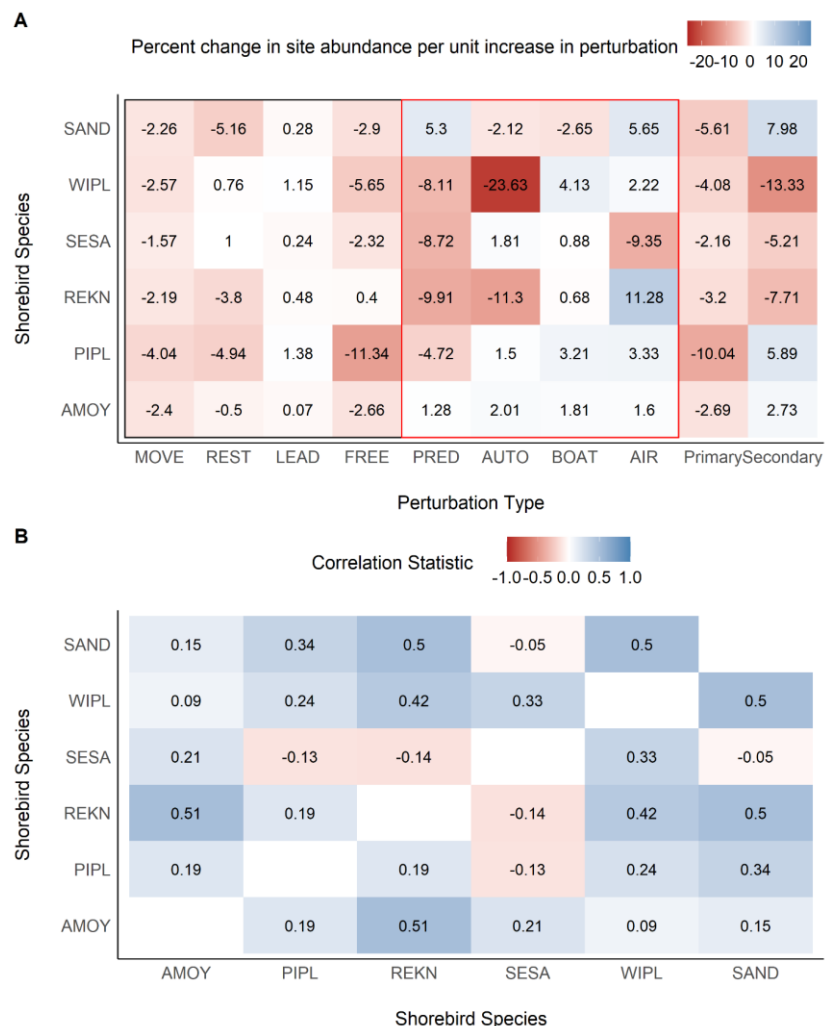 A
Percent change in site abundance per unit increase in perturbation
-20 -10 0 10 20
Shorebird Species
SAND -2.26 -5.16 0.28 -2.9 5.3 -2.12 -2.65 5.65 -5.61 7.98
WIPL -2.57 0.76 1.15 -5.65 -8.11 -23.63 4.13 2.22 -4.08 -13.33
SESA -1.57 1 0.24 -2.32 -8.72 1.81 0.88 -9.35 -2.16 -5.21
REKN -2.19 -3.8 0.48 0.4 -9.91 -11.3 0.68 11.28 -3.2 -7.71
PIPL -4.04 -4.94 1.38 -11.34 -4.72 1.5 3.21 3.33 -10.04 5.89
AMOY -2.4 -0.5 0.07 -2.66 1.28 2.01 1.81 1.6 -2.69 2.73
MOVE REST LEAD FREE PRED AUTO BOAT AIR Primary Secondary
Perturbation Type
B
Correlation Statistic
-1.0 -0.5 0.0 0.5 1.0
Shorebird Species
SAND 0.15 0.34 0.5 -0.05 0.5
WIPL 0.09 0.24 0.42 0.33 0.5
SESA 0.21 -0.13 -0.14 0.33 -0.05
REKN 0.51 0.19 -0.14 0.42 0.5
PIPL 0.19 0.19 -0.13 0.24 0.34
AMOY 0.19 0.51 0.21 0.09 0.15
AMOY PIPL REKN SESA WIPL SAND
Shorebird Species